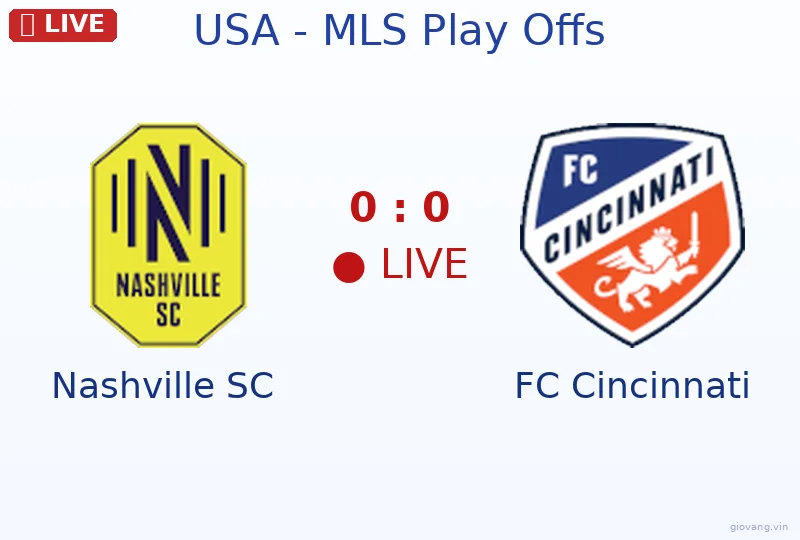 LIVE
USA - MLS Play Offs
NASHVILLE
SC
FC
CINCINNATI
0 : 0
LIVE
Nashville SC
FC Cincinnati
giovang.vin